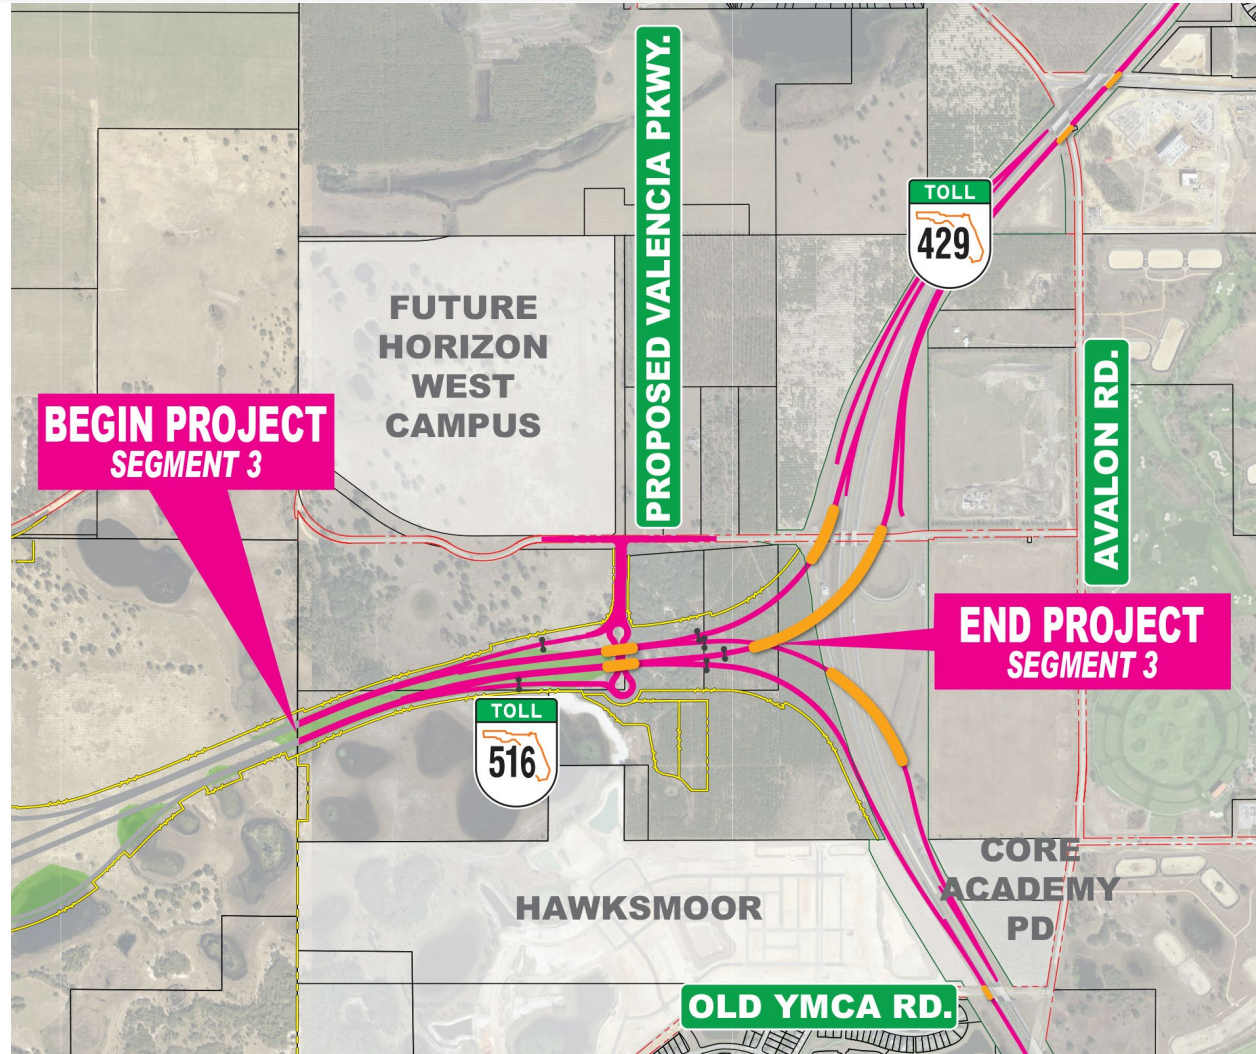 PROPOSED VALENCIA PKWY.
TOLL
429
FUTURE
HORIZON
WEST
CAMPUS
AVALON RD.
BEGIN PROJECT
SEGMENT 3
END PROJECT
SEGMENT 3
TOLL
516
CORE
ACADEMY
PD
HAWKSMOOR
OLD YMCA RD.